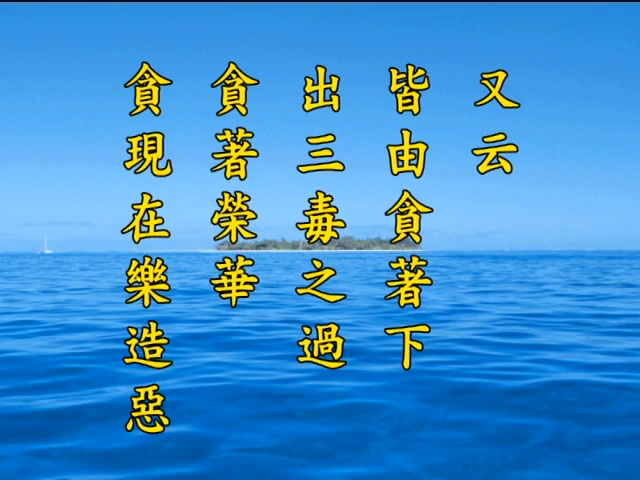 又云
皆由貪著下
出三毒之過
貪著榮華
貪現在樂造惡